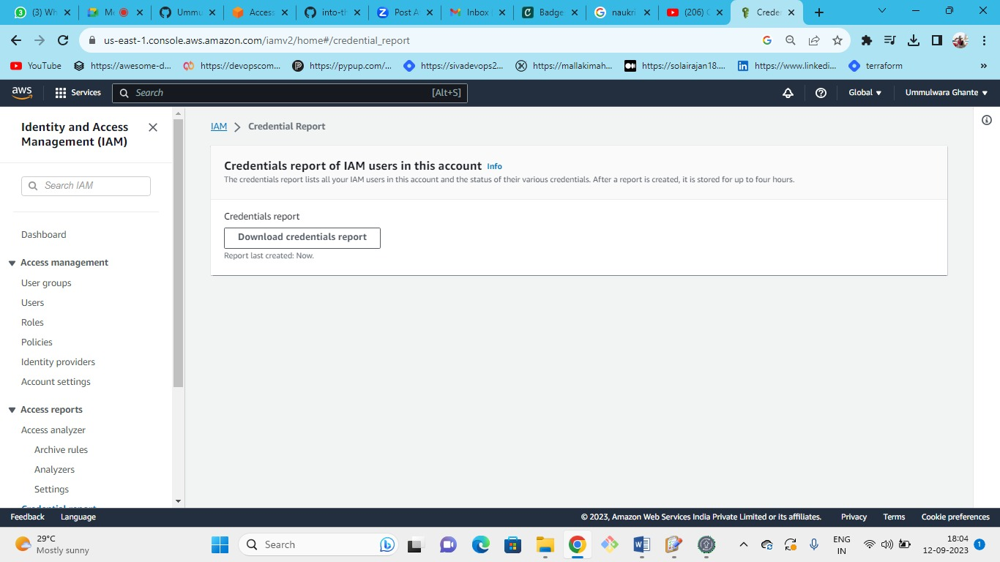 (3) Wh
Me
Ummu
Access
into-th
Post A
Inbox
Badge
naukri
(206)
Creder
us-east-1.console.aws.amazon.com/iamv2/home#/credential_report
YouTube
https://awesome-d...
https://devopscom...
https://pypup.com/...
https://sivadevops2...
https://mallakimah...
https://solairajan18....
https://www.linkedi...
terraform
»
aws
Services
Search
[Alt+S]
Global
Ummulwara Ghante
Identity and Access
Management (IAM)
Search IAM
Dashboard
Access management
User groups
Users
Roles
Policies
Identity providers
Account settings
Access reports
Access analyzer
Archive rules
Analyzers
Settings
Credential report
IAM > Credential Report
Credentials report of IAM users in this account Info
The credentials report lists all your IAM users in this account and the status of their various credentials. After a report is created, it is stored for up to four hours.
Credentials report
Download credentials report
Report last created: Now.
Feedback
Language
© 2023, Amazon Web Services India Private Limited or its affiliates.
Privacy
Terms
Cookie preferences
29°C
Mostly sunny
Search
ENG
IN
18:04
12-09-2023
1